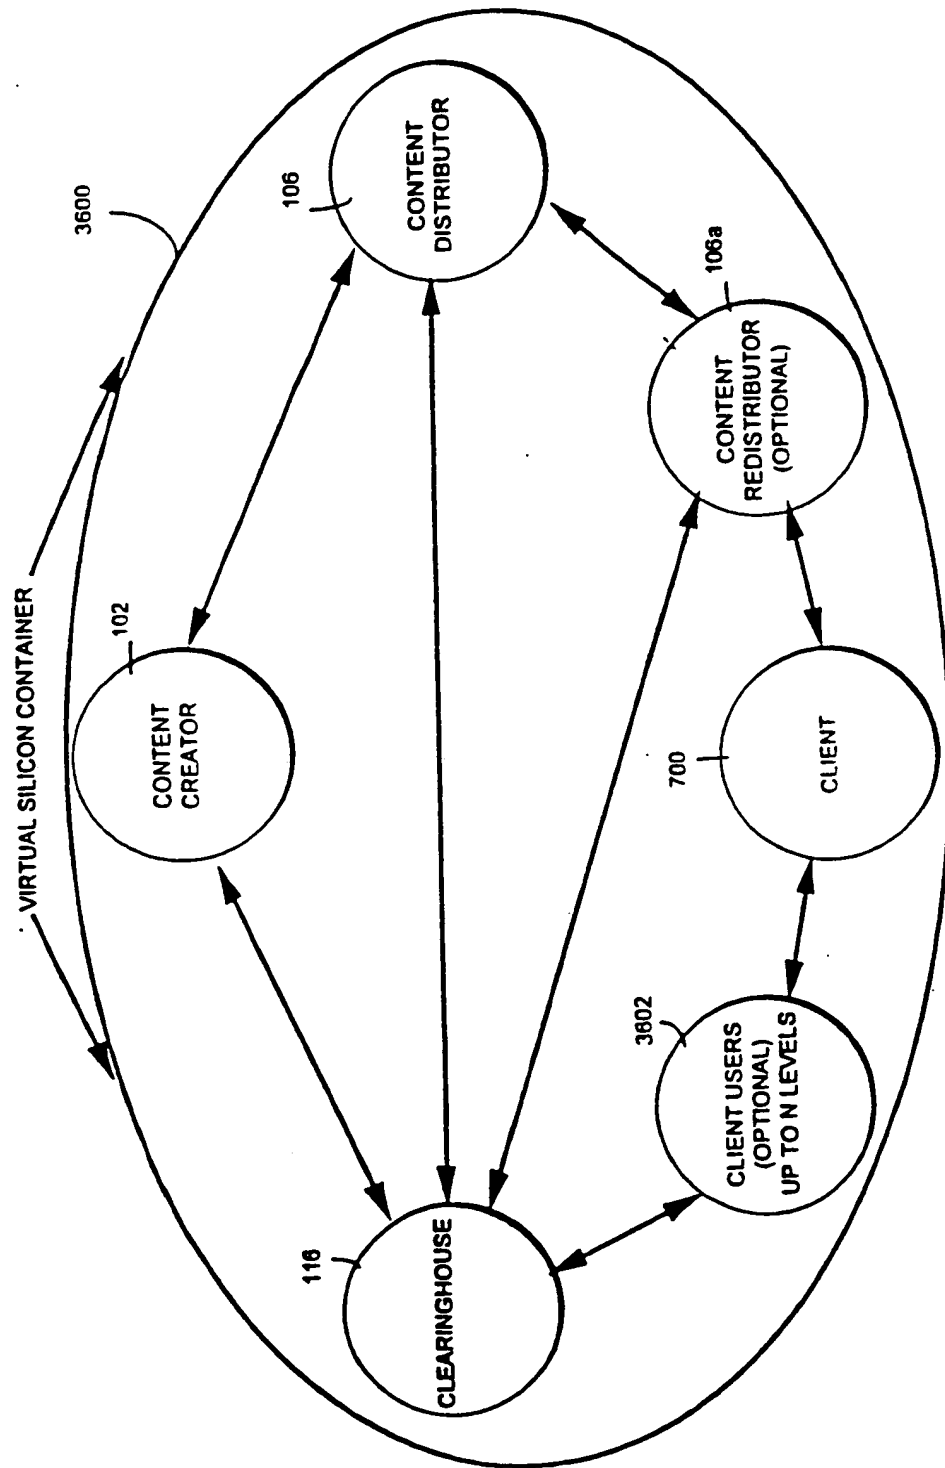 VIRTUAL SILICON CONTAINER
3600
102
CONTENT
CREATOR
106
CONTENT
DISTRIBUTOR
116
CLEARINGHOUSE
106a
CONTENT
REDISTRIBUTOR
(OPTIONAL)
3602
CLIENT USERS
(OPTIONAL)
UP TO N LEVELS
700
CLIENT